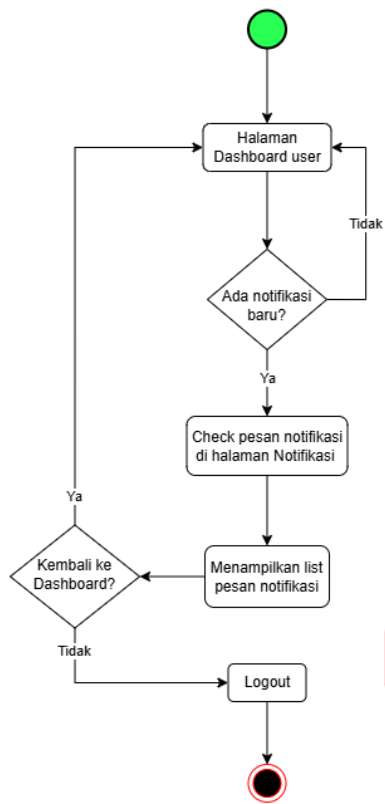 Halaman
Dashboard user
Tidak
Ada notifikasi
baru?
Ya
Check pesan notifikasi
di halaman Notifikasi
Ya
Kembali ke
Dashboard?
Menampilkan list
pesan notifikasi
Tidak
Logout